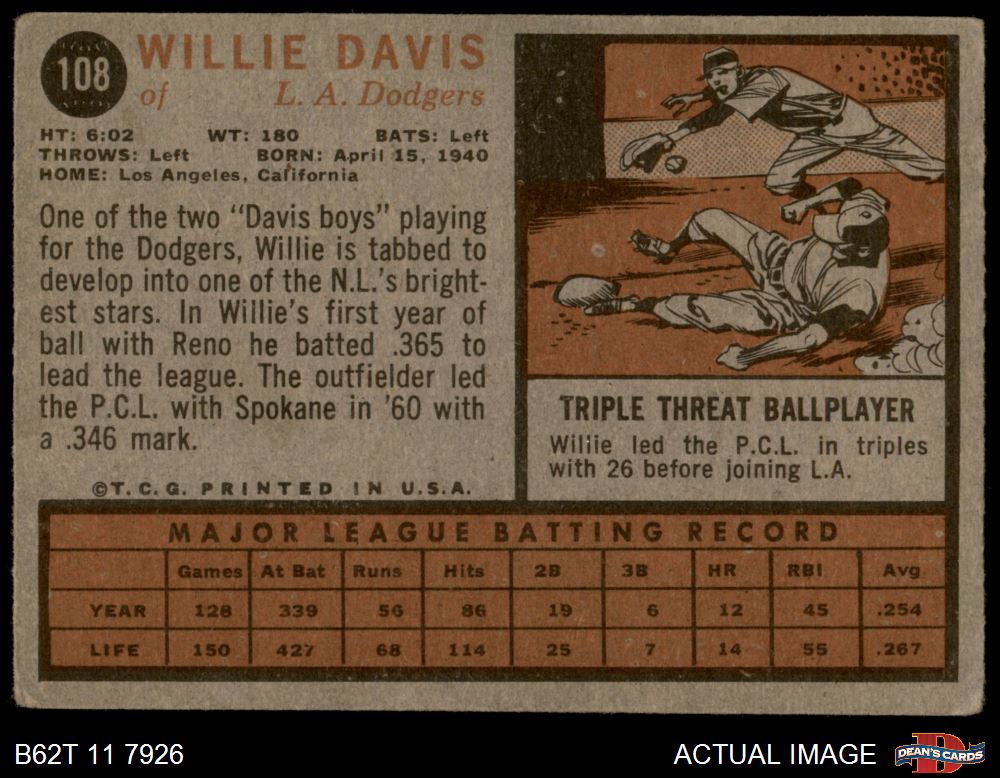 108
WILLIE DAVIS
of L. A. Dodgers
HT: 6:02 WT: 180 BATS: Left
THROWS: Left BORN: April 15, 1940
HOME: Los Angeles, California
One of the two "Davis boys" playing
for the Dodgers, Willie is tabbed to
develop into one of the N.L.'s bright-
est stars. In Willie's first year of
ball with Reno he batted .365 to
lead the league. The outfielder led
the P.C.L. with Spokane in '60 with
a .346 mark.
©T. C. G. PRINTED IN U.S.A.
TRIPLE THREAT BALLPLAYER
Willie led the P.C.L. in triples
with 26 before joining L.A.
MAJOR LEAGUE BATTING RECORD
Games At Bat Runs Hits 2B 3B HR RBI Avg.
YEAR 128 339 56 86 19 6 12 45 .254
LIFE 150 427 68 114 25 7 14 55 .267
B62T 11 7926
ACTUAL IMAGE
DEAN'S CARDS